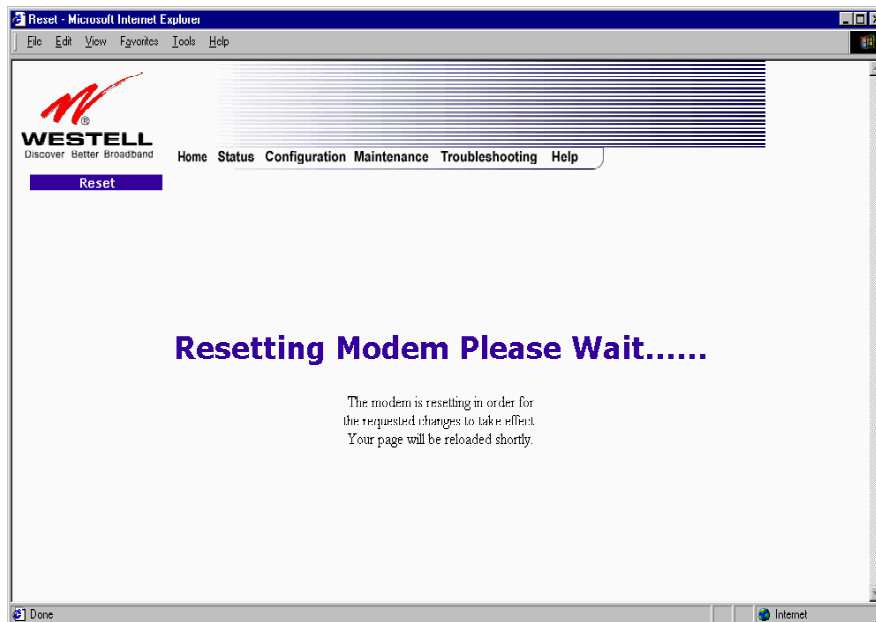 Reset - Microsoft Internet Explorer
File Edit View Favorites Tools Help
®
WESTELL
Discover Better Broadband
Home Status Configuration Maintenance Troubleshooting Help
Reset
Resetting Modem Please Wait......
The modem is resetting in order for
the requested changes to take effect
Your page will be reloaded shortly.
Done
Internet